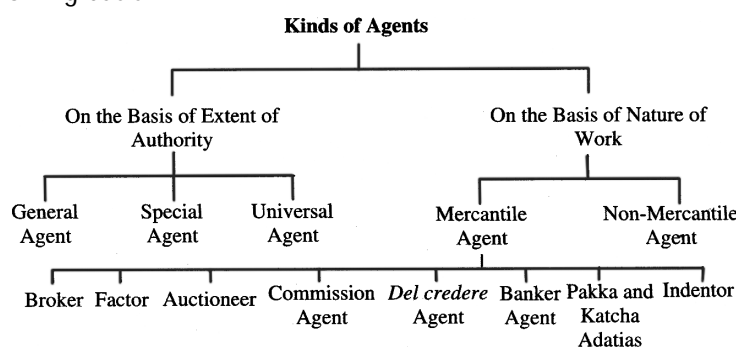 Kinds of Agents
On the Basis of Extent of
Authority
On the Basis of Nature of
Work
General
Agent
Special
Agent
Universal
Agent
Mercantile
Agent
Non-Mercantile
Agent
Broker
Factor
Auctioneer
Commission
Agent
Del credere
Agent
Banker
Agent
Pakka and
Katcha
Adatias
Indentor